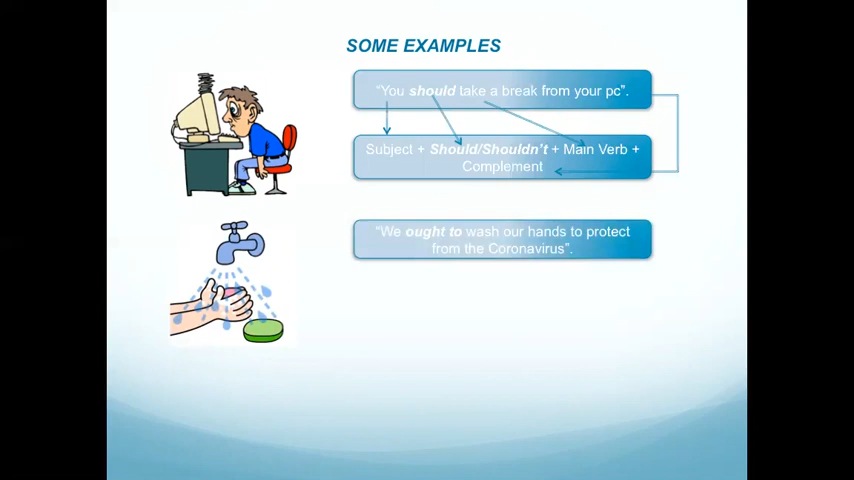 SOME EXAMPLES
“You should take a break from your pc”.
Subject + Should/Shouldn’t + Main Verb +
Complement
“We ought to wash our hands to protect
from the Coronavirus”.